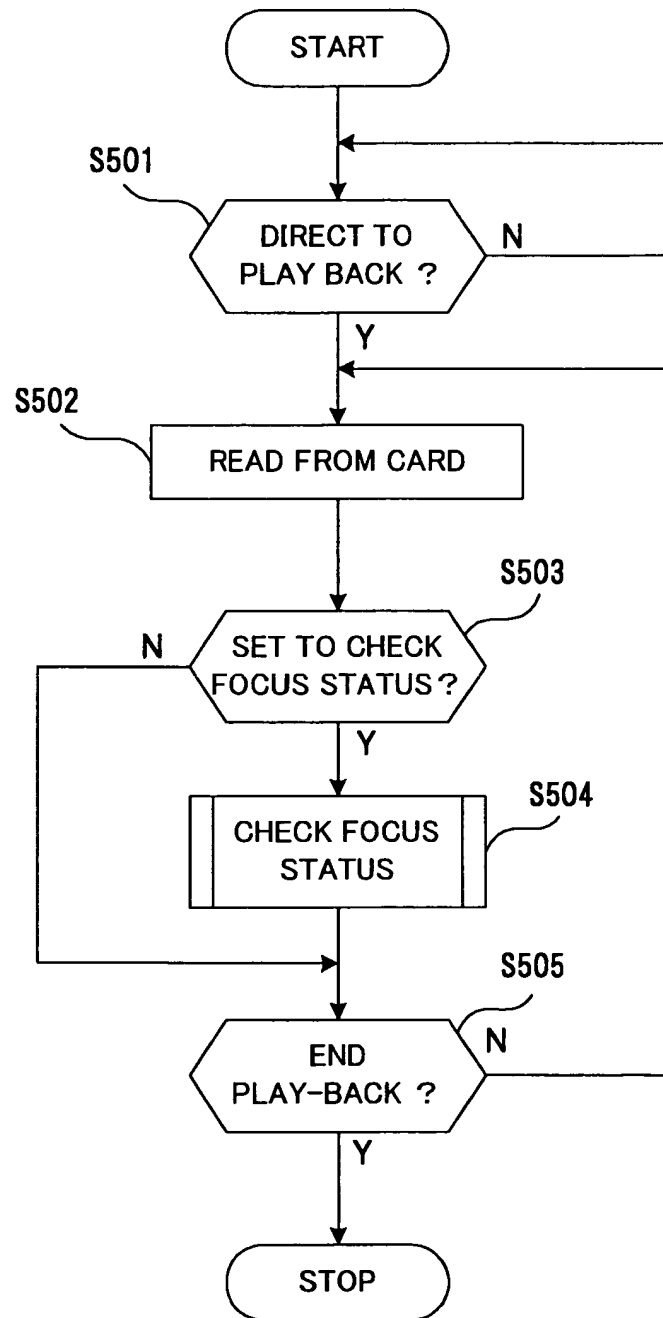 START
S501
DIRECT TO
PLAY BACK ?
N
Y
S502
READ FROM CARD
S503
N
SET TO CHECK
FOCUS STATUS ?
Y
S504
CHECK FOCUS
STATUS
S505
END
PLAY-BACK ?
N
Y
STOP